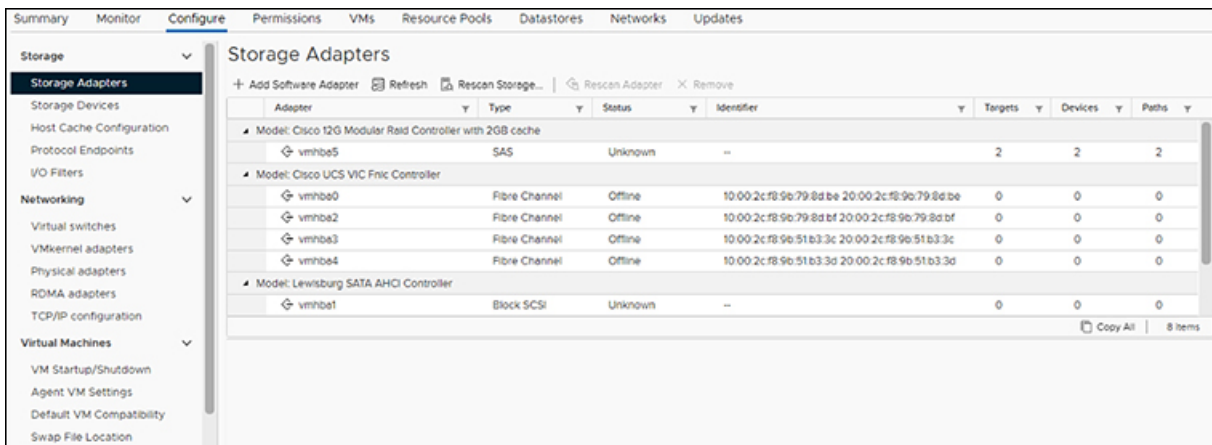 Summary Monitor Configure Permissions VMs Resource Pools Datastores Networks Updates
Storage
Storage Adapters
Storage Devices
Host Cache Configuration
Protocol Endpoints
I/O Filters
Networking
Virtual switches
VMkernel adapters
Physical adapters
RDMA adapters
TCP/IP configuration
Virtual Machines
VM Startup/Shutdown
Agent VM Settings
Default VM Compatibility
Swap File Location
Storage Adapters
+ Add Software Adapter Refresh Rescan Storage... Rescan Adapter × Remove
Adapter Type Status Identifier Targets Devices Paths
Model: Cisco 12G Modular Raid Controller with 2GB cache
vmhba5 SAS Unknown -- 2 2 2
Model: Cisco UCS VIC Fnic Controller
vmhba0 Fibre Channel Offline 10:00:2c:f8:9b:79:8d:be 20:00:2c:f8:9b:79:8d:be 0 0 0
vmhba2 Fibre Channel Offline 10:00:2c:f8:9b:79:8d:bf 20:00:2c:f8:9b:79:8d:bf 0 0 0
vmhba3 Fibre Channel Offline 10:00:2c:f8:9b:51:b3:3c 20:00:2c:f8:9b:51:b3:3c 0 0 0
vmhba4 Fibre Channel Offline 10:00:2c:f8:9b:51:b3:3d 20:00:2c:f8:9b:51:b3:3d 0 0 0
Model: Lewisburg SATA AHCI Controller
vmhba1 Block SCSI Unknown -- 0 0 0
Copy All 8 items